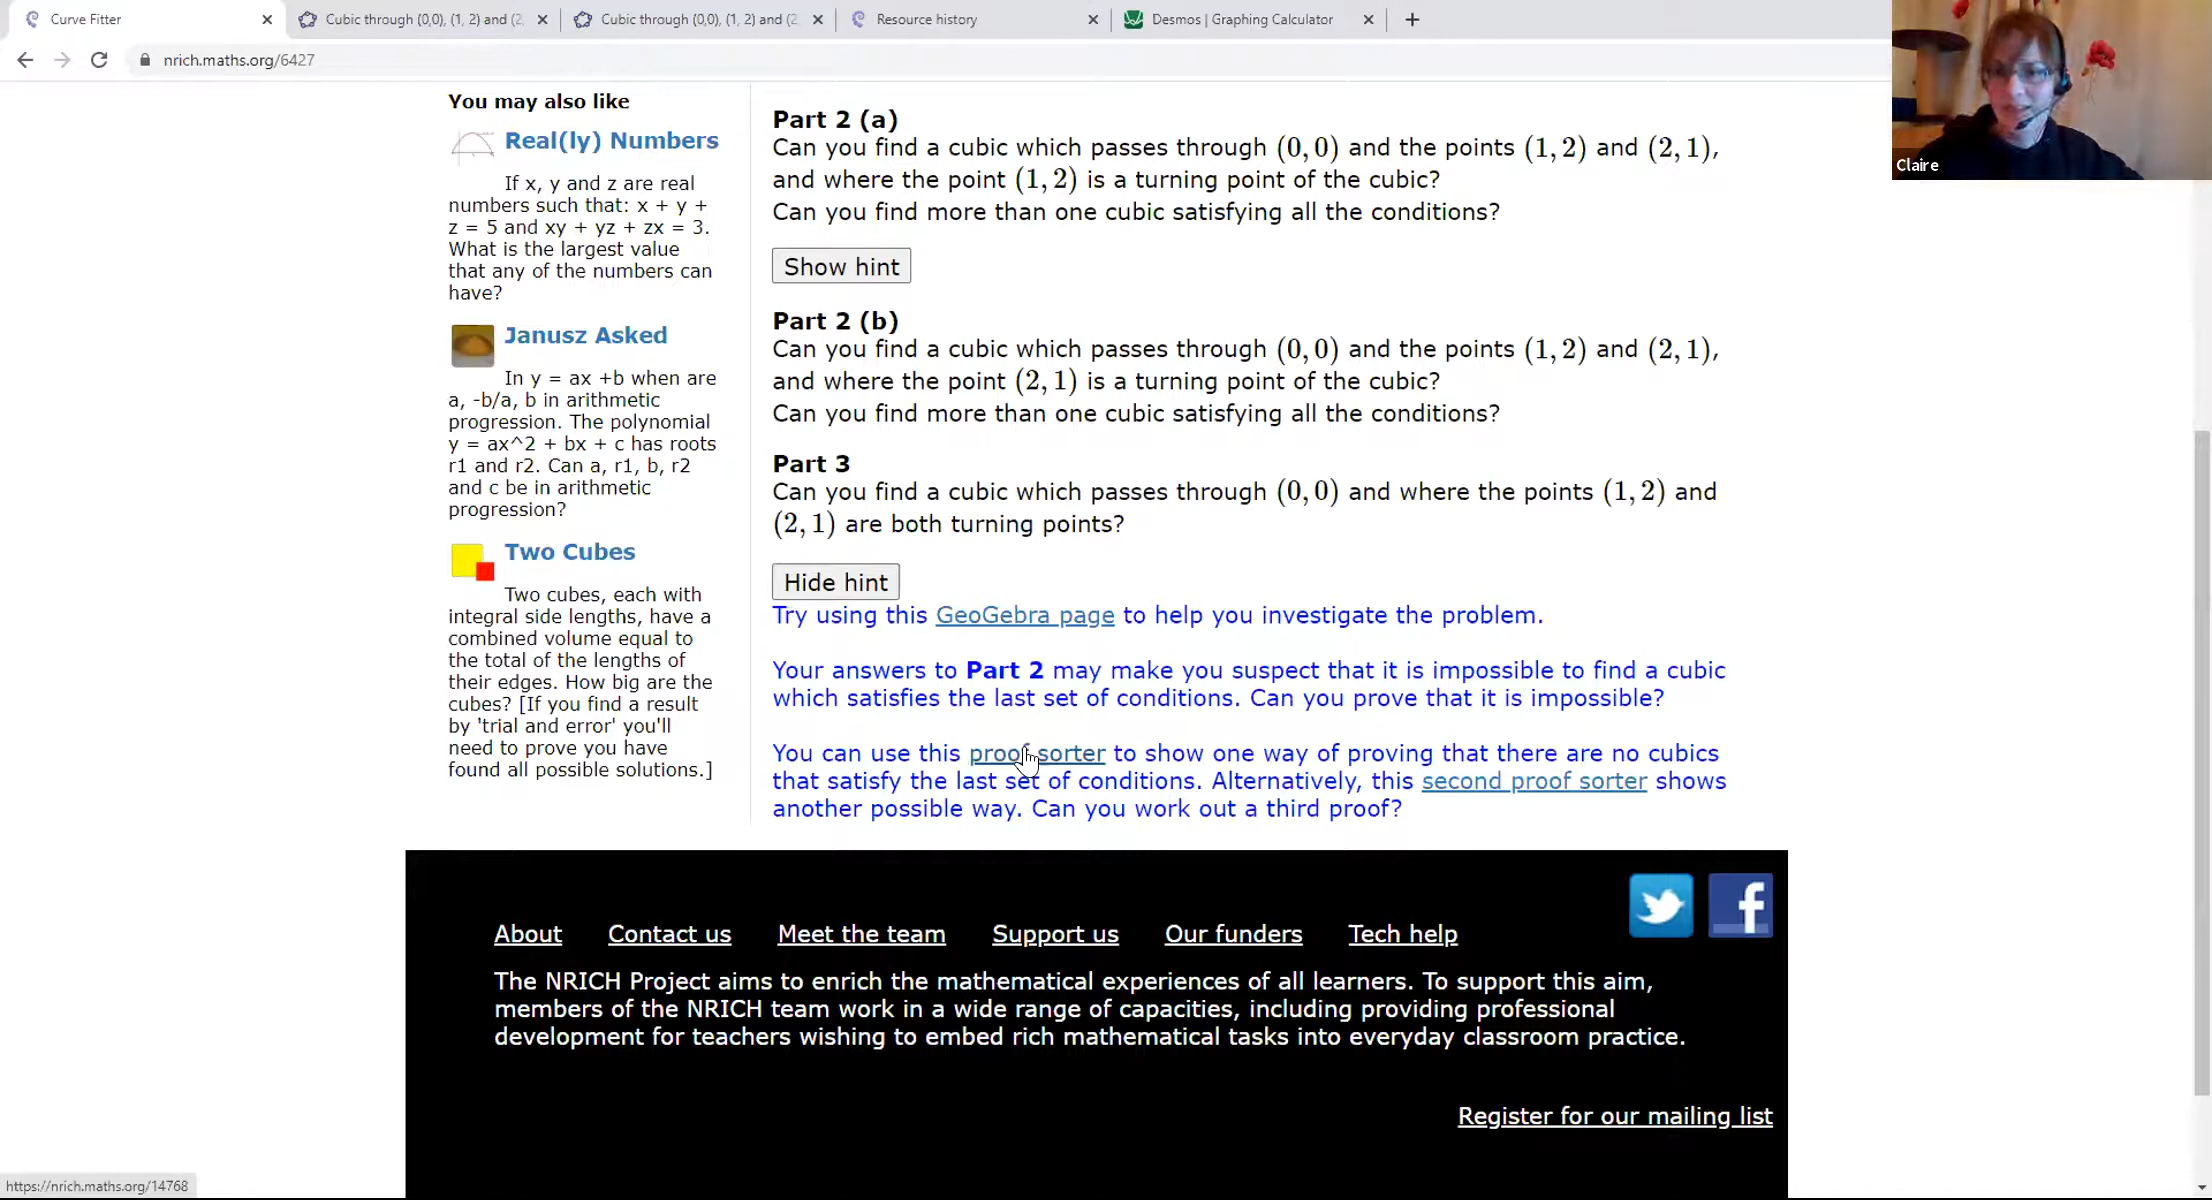 Curve Fitter
Cubic through (0,0), (1, 2) and (2,
Cubic through (0,0), (1, 2) and (2
Resource history
Desmos | Graphing Calculator
nrich.maths.org/6427
Claire
You may also like
Real(ly) Numbers
If x, y and z are real
numbers such that: x + y +
z = 5 and xy + yz + zx = 3.
What is the largest value
that any of the numbers can
have?
Janusz Asked
In y = ax +b when are
a, -b/a, b in arithmetic
progression. The polynomial
y = ax^2 + bx + c has roots
r1 and r2. Can a, r1, b, r2
and c be in arithmetic
progression?
Two Cubes
Two cubes, each with
integral side lengths, have a
combined volume equal to
the total of the lengths of
their edges. How big are the
cubes? [If you find a result
by 'trial and error' you'll
need to prove you have
found all possible solutions.]
Part 2 (a)
Can you find a cubic which passes through (0, 0) and the points (1, 2) and (2, 1),
and where the point (1, 2) is a turning point of the cubic?
Can you find more than one cubic satisfying all the conditions?
Show hint
Part 2 (b)
Can you find a cubic which passes through (0, 0) and the points (1, 2) and (2, 1),
and where the point (2, 1) is a turning point of the cubic?
Can you find more than one cubic satisfying all the conditions?
Part 3
Can you find a cubic which passes through (0, 0) and where the points (1, 2) and
(2, 1) are both turning points?
Hide hint
Try using this GeoGebra page to help you investigate the problem.
Your answers to Part 2 may make you suspect that it is impossible to find a cubic
which satisfies the last set of conditions. Can you prove that it is impossible?
You can use this proof sorter to show one way of proving that there are no cubics
that satisfy the last set of conditions. Alternatively, this second proof sorter shows
another possible way. Can you work out a third proof?
About Contact us Meet the team Support us Our funders Tech help
The NRICH Project aims to enrich the mathematical experiences of all learners. To support this aim,
members of the NRICH team work in a wide range of capacities, including providing professional
development for teachers wishing to embed rich mathematical tasks into everyday classroom practice.
Register for our mailing list
https://nrich.maths.org/14768